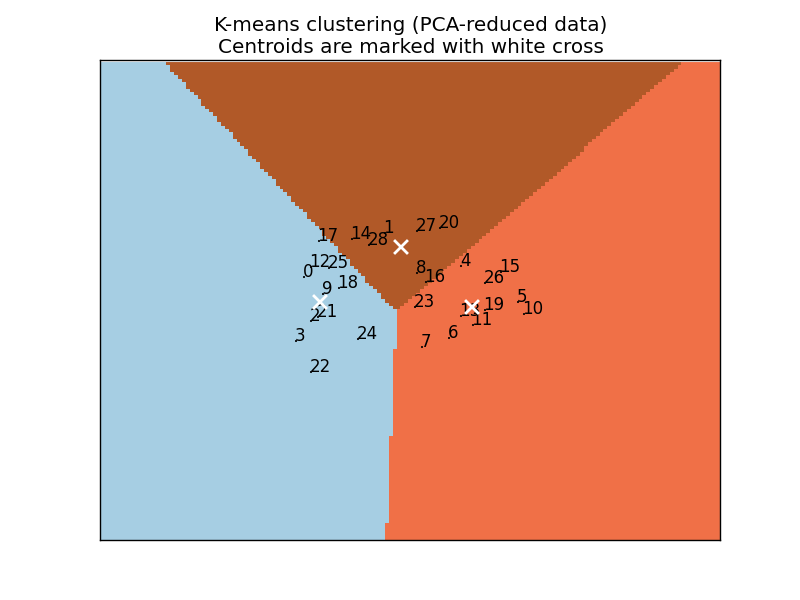 K-means clustering (PCA-reduced data)
Centroids are marked with white cross
1 27 20
17 14 28
12 25 8 4 15
0 16 26
9 18
23 19 5 10
2 21 11
3 24 7 6
22